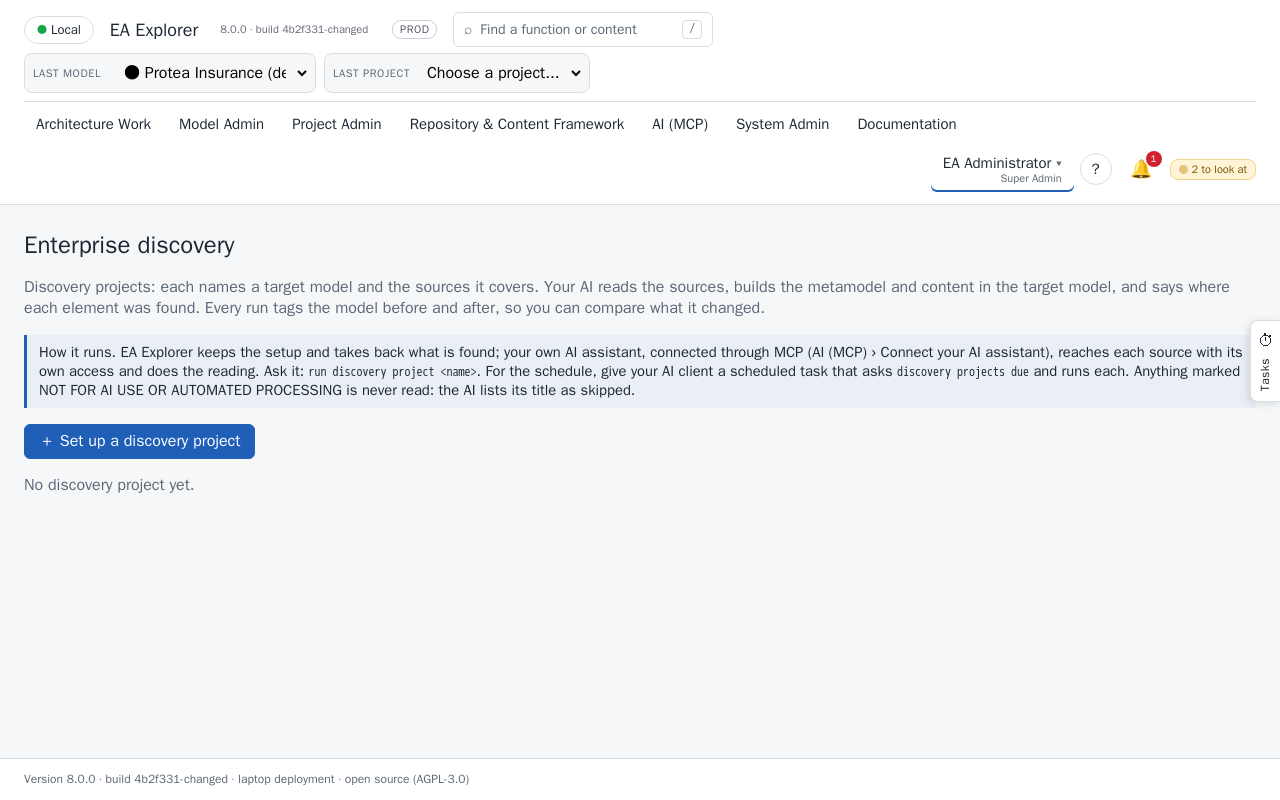 Local EA Explorer 8.0.0 · build 4b2f331-changed PROD Find a function or content /
LAST MODEL Protea Insurance (de LAST PROJECT Choose a project...
Architecture Work Model Admin Project Admin Repository & Content Framework AI (MCP) System Admin Documentation
EA Administrator ▾ ? 1 2 to look at
Super Admin
Enterprise discovery
Discovery projects: each names a target model and the sources it covers. Your AI reads the sources, builds the metamodel and content in the target model, and says where
each element was found. Every run tags the model before and after, so you can compare what it changed.
How it runs. EA Explorer keeps the setup and takes back what is found; your own AI assistant, connected through MCP (AI (MCP) › Connect your AI assistant), reaches each source with its
own access and does the reading. Ask it: run discovery project <name>. For the schedule, give your AI client a scheduled task that asks discovery projects due and runs each. Anything marked
NOT FOR AI USE OR AUTOMATED PROCESSING is never read: the AI lists its title as skipped.
Tasks
+ Set up a discovery project
No discovery project yet.
Version 8.0.0 · build 4b2f331-changed · laptop deployment · open source (AGPL-3.0)